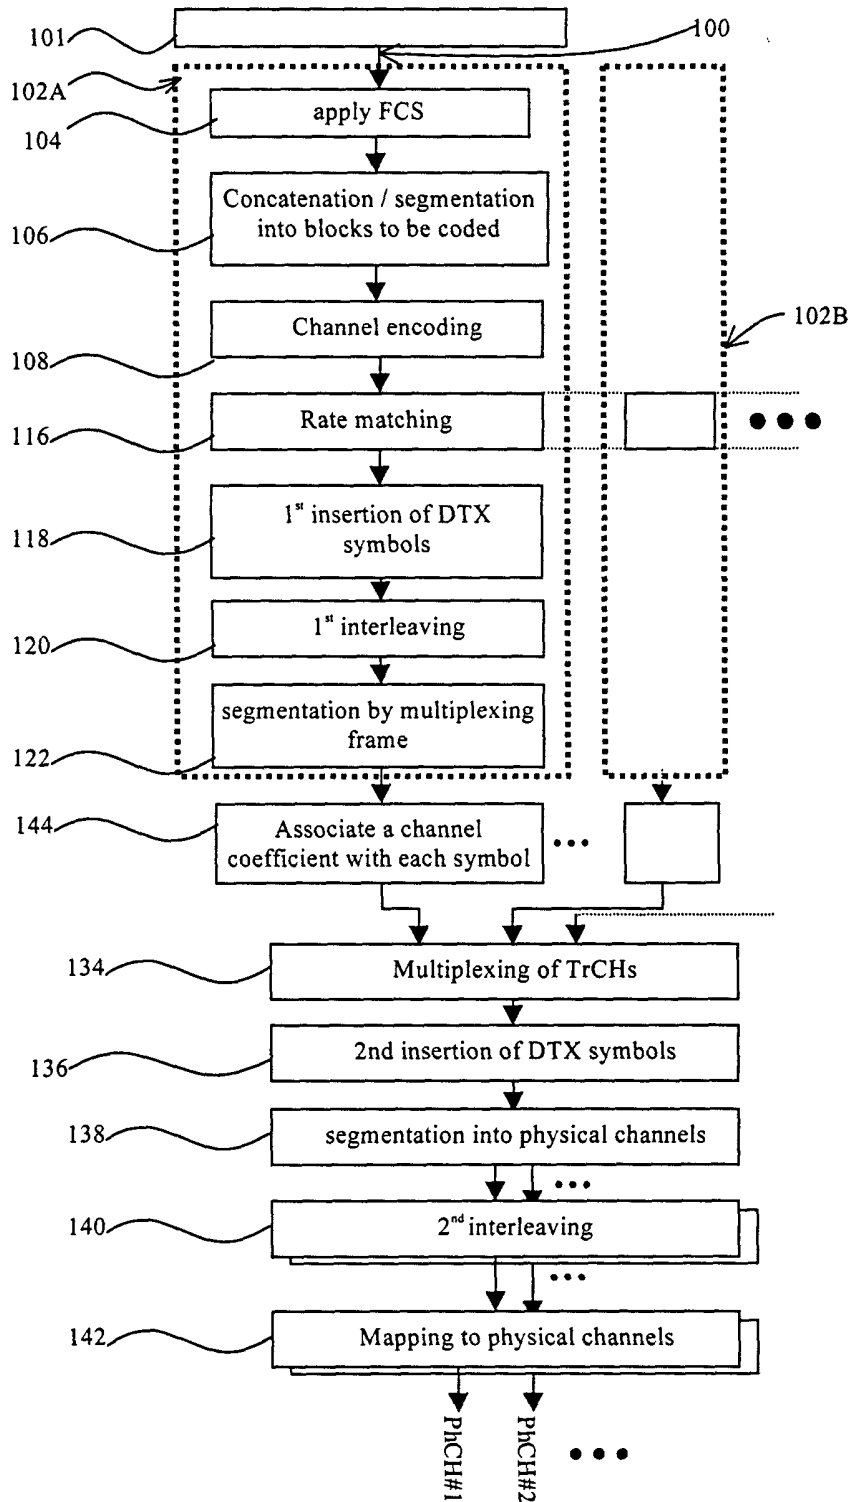 101
100
102A
apply FCS
104
Concatenation / segmentation
into blocks to be coded
106
Channel encoding
102B
108
Rate matching
116
1st insertion of DTX
symbols
118
1st interleaving
120
segmentation by multiplexing
frame
122
144
Associate a channel
coefficient with each symbol
134
Multiplexing of TrCHs
2nd insertion of DTX symbols
136
138
segmentation into physical channels
140
2nd interleaving
142
Mapping to physical channels
PhCH#1
PhCH#2